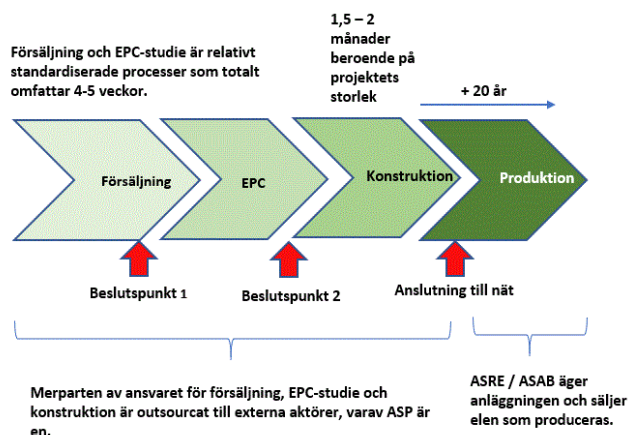 Försäljning och EPC-studie är relativt
standardiserade processer som totalt
omfattar 4-5 veckor.
1,5 – 2
månader
beroende på
projektets
storlek
+ 20 år
Försäljning
EPC
Konstruktion
Produktion
Beslutspunkt 1
Beslutspunkt 2
Anslutning till nät
Merparten av ansvaret för försäljning, EPC-studie och
konstruktion är outsourcat till externa aktörer, varav ASP är
en.
ASRE / ASAB äger
anläggningen och säljer
elen som produceras.